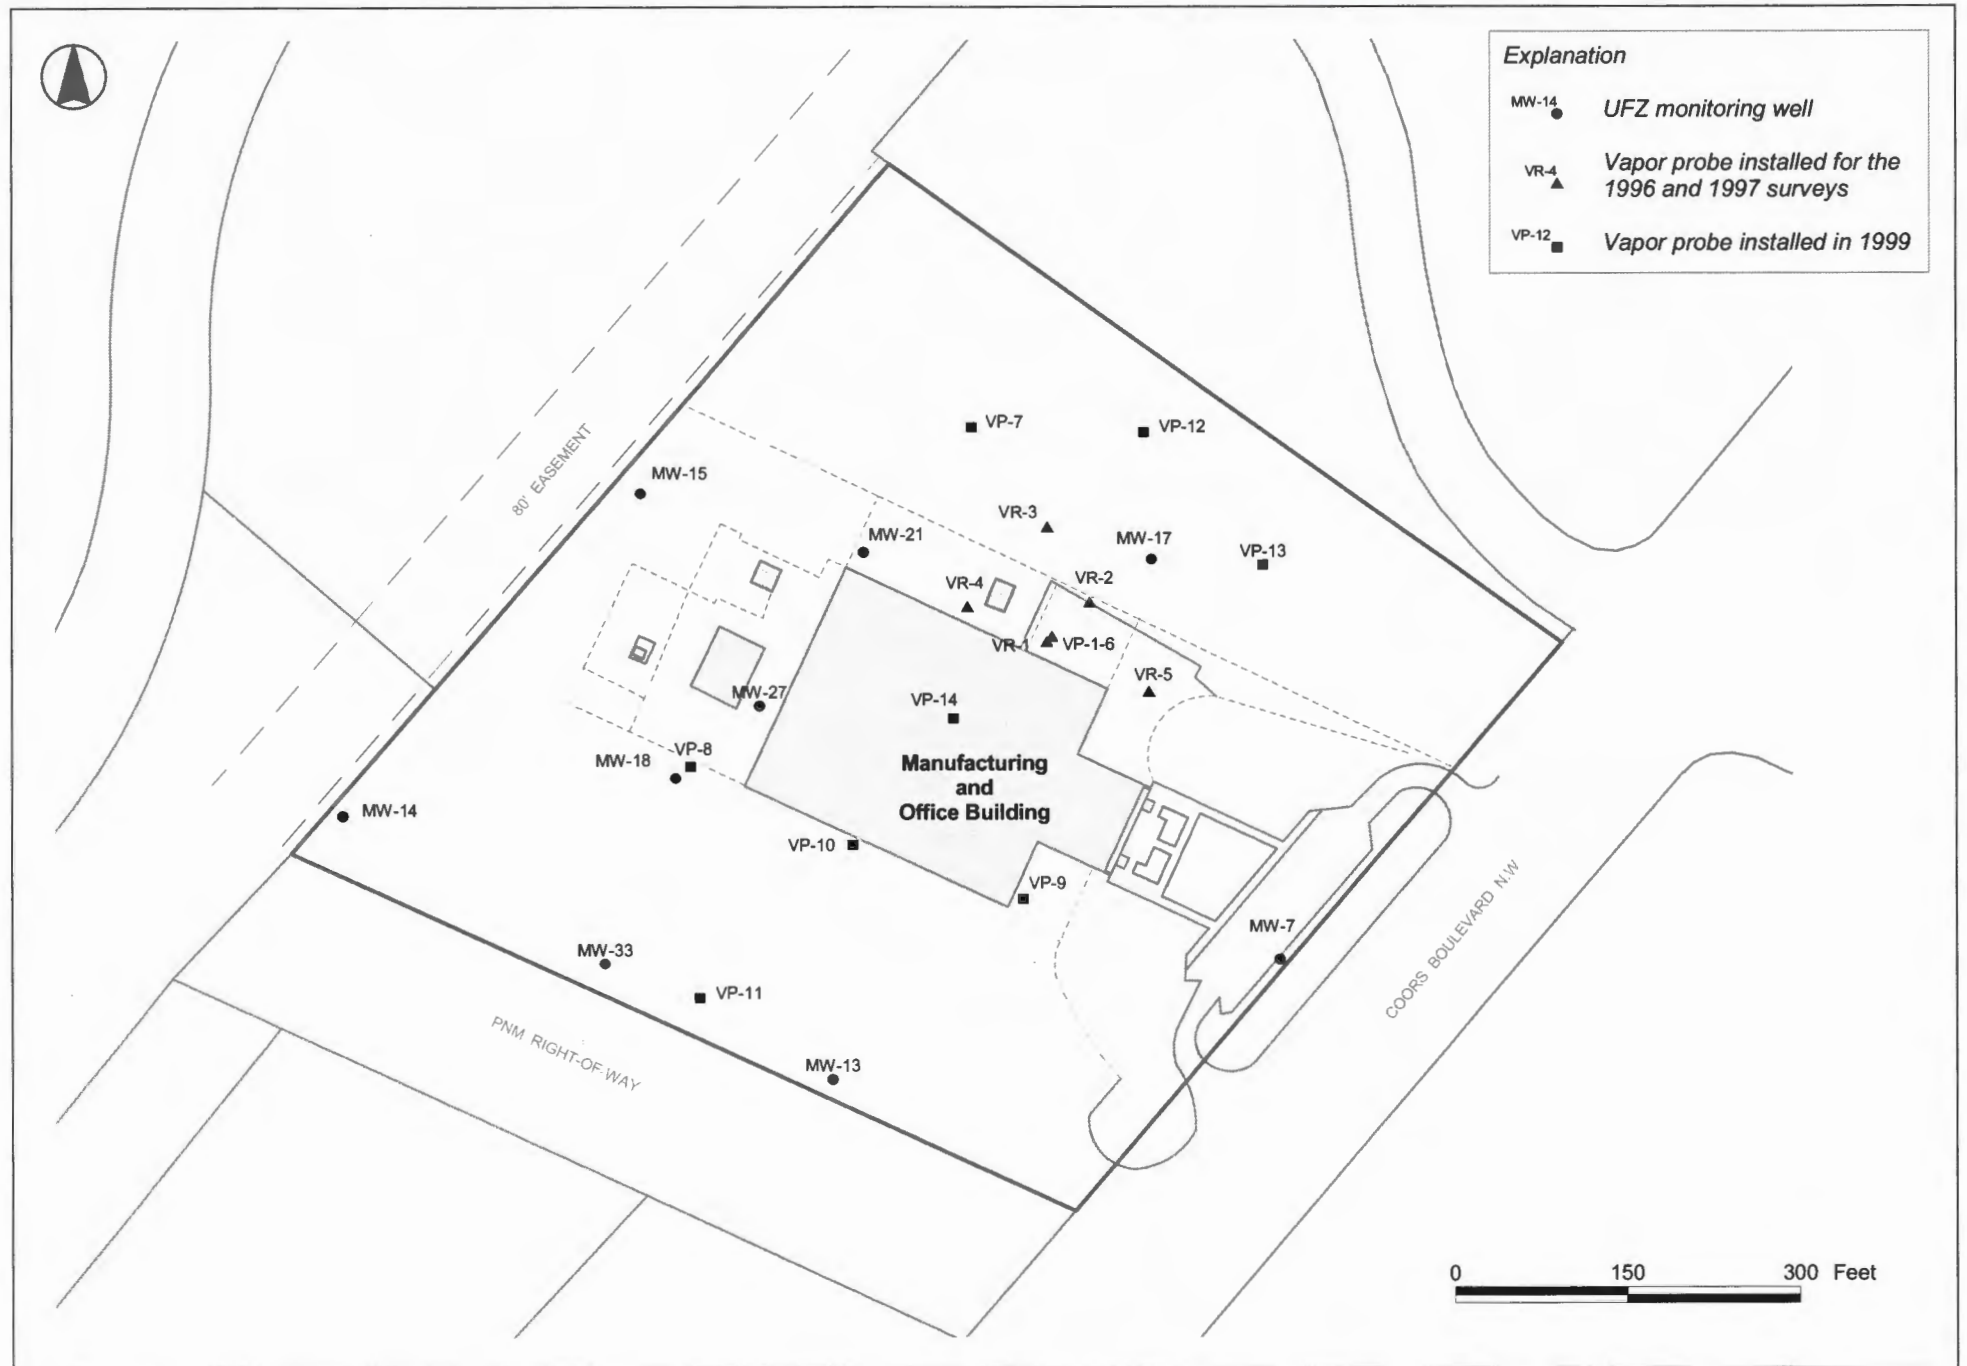 Explanation
MW-14
UFZ monitoring well
VR-4
Vapor probe installed for the
1996 and 1997 surveys
VP-12
Vapor probe installed in 1999
VP-7
VP-12
80' EASEMENT
MW-15
VR-3
MW-21
MW-17
VP-13
VR-4
VR-2
VR-1
VP-1-6
VR-5
MW-27
VP-14
VP-8
MW-18
Manufacturing
and
Office Building
MW-14
VP-10
VP-9
COORS BOULEVARD N.W
MW-7
MW-33
VP-11
PNM RIGHT-OF-WAY
MW-13
0 150 300 Feet